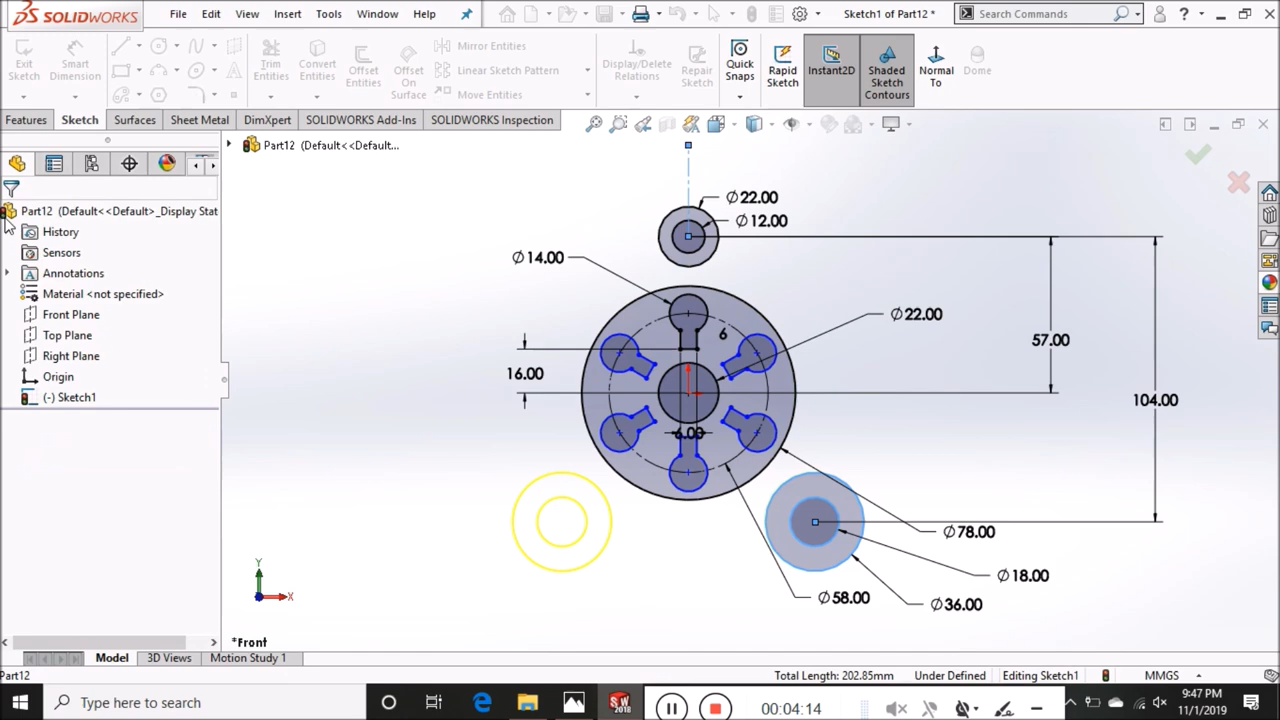 SOLIDWORKS File Edit View Insert Tools Window Help Sketch1 of Part12 * Search Commands ?
Exit Sketch
Smart Dimension
Trim Entities
Convert Entities
Offset Entities
Offset On Surface
Mirror Entities
Linear Sketch Pattern
Move Entities
Display/Delete Relations
Repair Sketch
Quick Snaps
Rapid Sketch
Instant2D
Shaded Sketch Contours
Normal To
Dome
Features Sketch Surfaces Sheet Metal DimXpert SOLIDWORKS Add-Ins SOLIDWORKS Inspection
Part12 (Default<<Default...
Part12 (Default<<Default>_Display Stat
History
Sensors
Annotations
Material <not specified>
Front Plane
Top Plane
Right Plane
Origin
(-) Sketch1
Ø22.00
Ø12.00
Ø14.00
Ø22.00
6
57.00
16.00
104.00
6.00
Ø78.00
Ø18.00
Ø58.00
Ø36.00
Y
X
*Front
Model 3D Views Motion Study 1
Part12 Total Length: 202.85mm Under Defined Editing Sketch1 MMGS
Type here to search
SW
2018
00:04:14
9:47 PM
11/1/2019